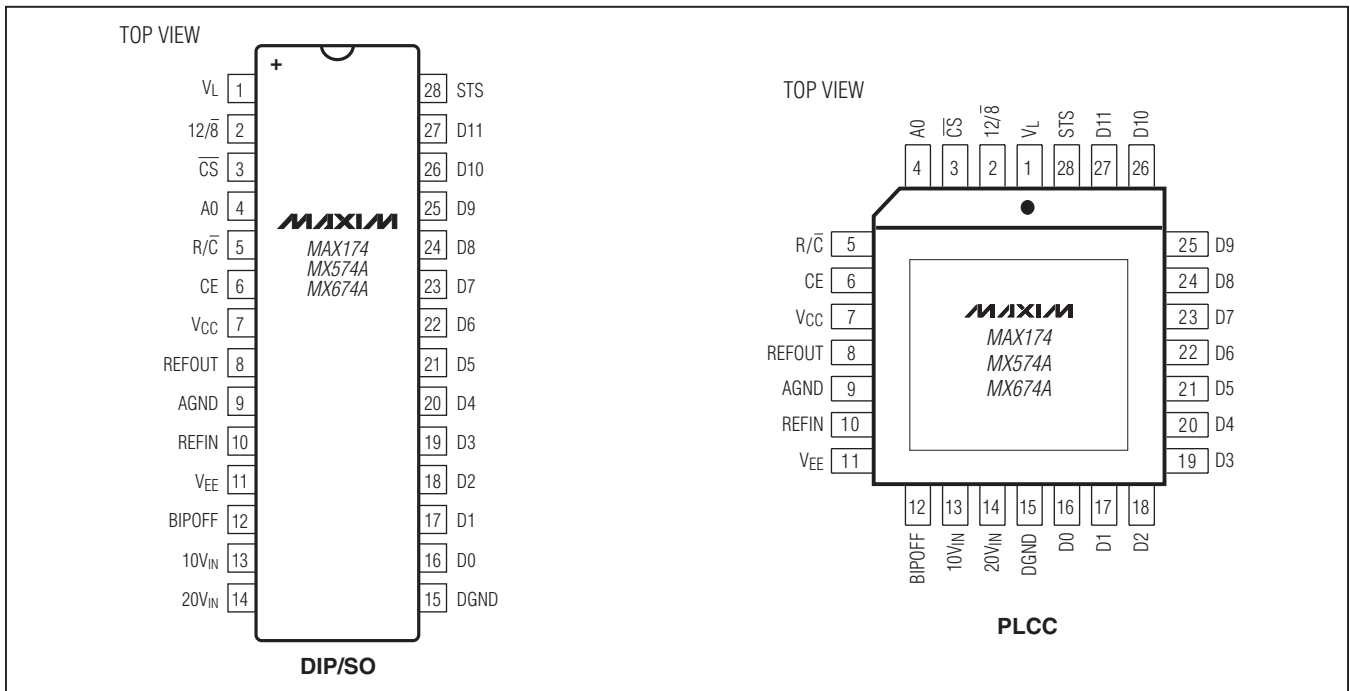 TOP VIEW
+
V_L 1
12/8̅ 2
C̅S̅ 3
A0 4
R/C̅ 5
CE 6
V_CC 7
REFOUT 8
AGND 9
REFIN 10
V_EE 11
BIPOFF 12
10V_IN 13
20V_IN 14
MAXIM
MAX174
MX574A
MX674A
28 STS
27 D11
26 D10
25 D9
24 D8
23 D7
22 D6
21 D5
20 D4
19 D3
18 D2
17 D1
16 D0
15 DGND
DIP/SO
TOP VIEW
A0 C̅S̅ 12/8̅ V_L STS D11 D10
4 3 2 1 28 27 26
R/C̅ 5
CE 6
V_CC 7
REFOUT 8
AGND 9
REFIN 10
V_EE 11
MAXIM
MAX174
MX574A
MX674A
25 D9
24 D8
23 D7
22 D6
21 D5
20 D4
19 D3
12 13 14 15 16 17 18
BIPOFF 10V_IN 20V_IN DGND D0 D1 D2
PLCC